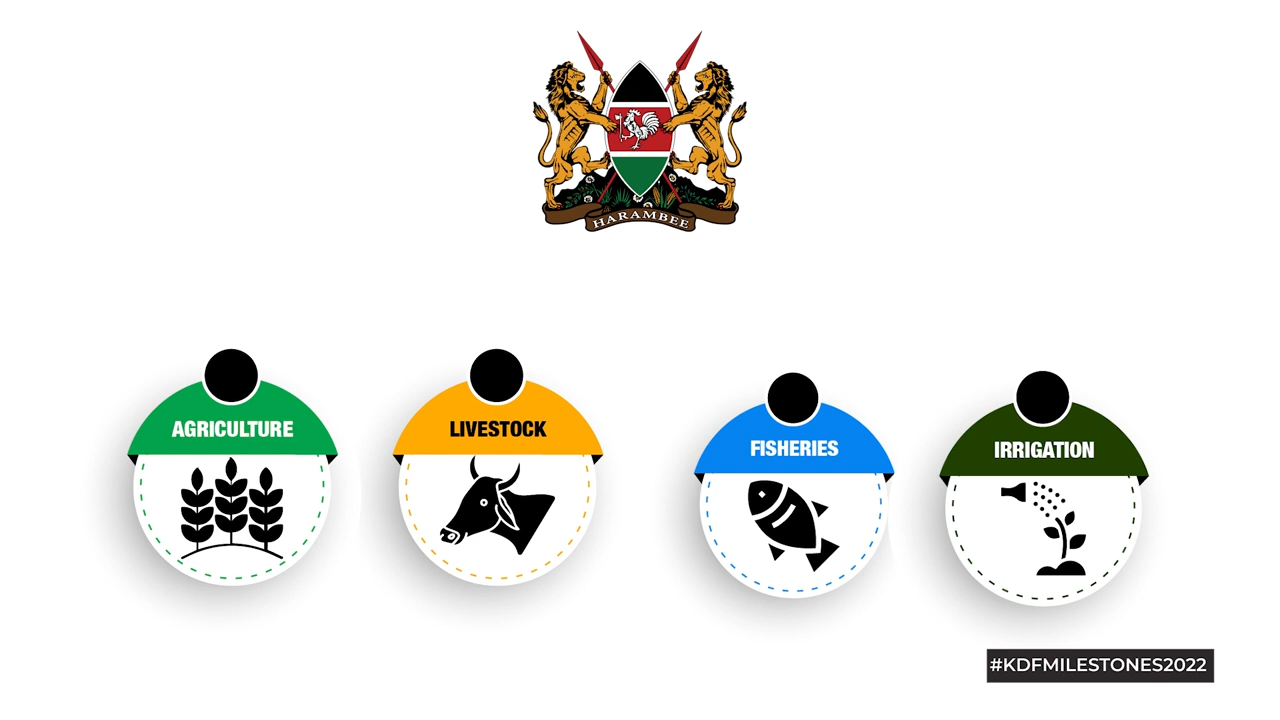 HARAMBEE
AGRICULTURE
LIVESTOCK
FISHERIES
IRRIGATION
#KDFMILESTONES2022